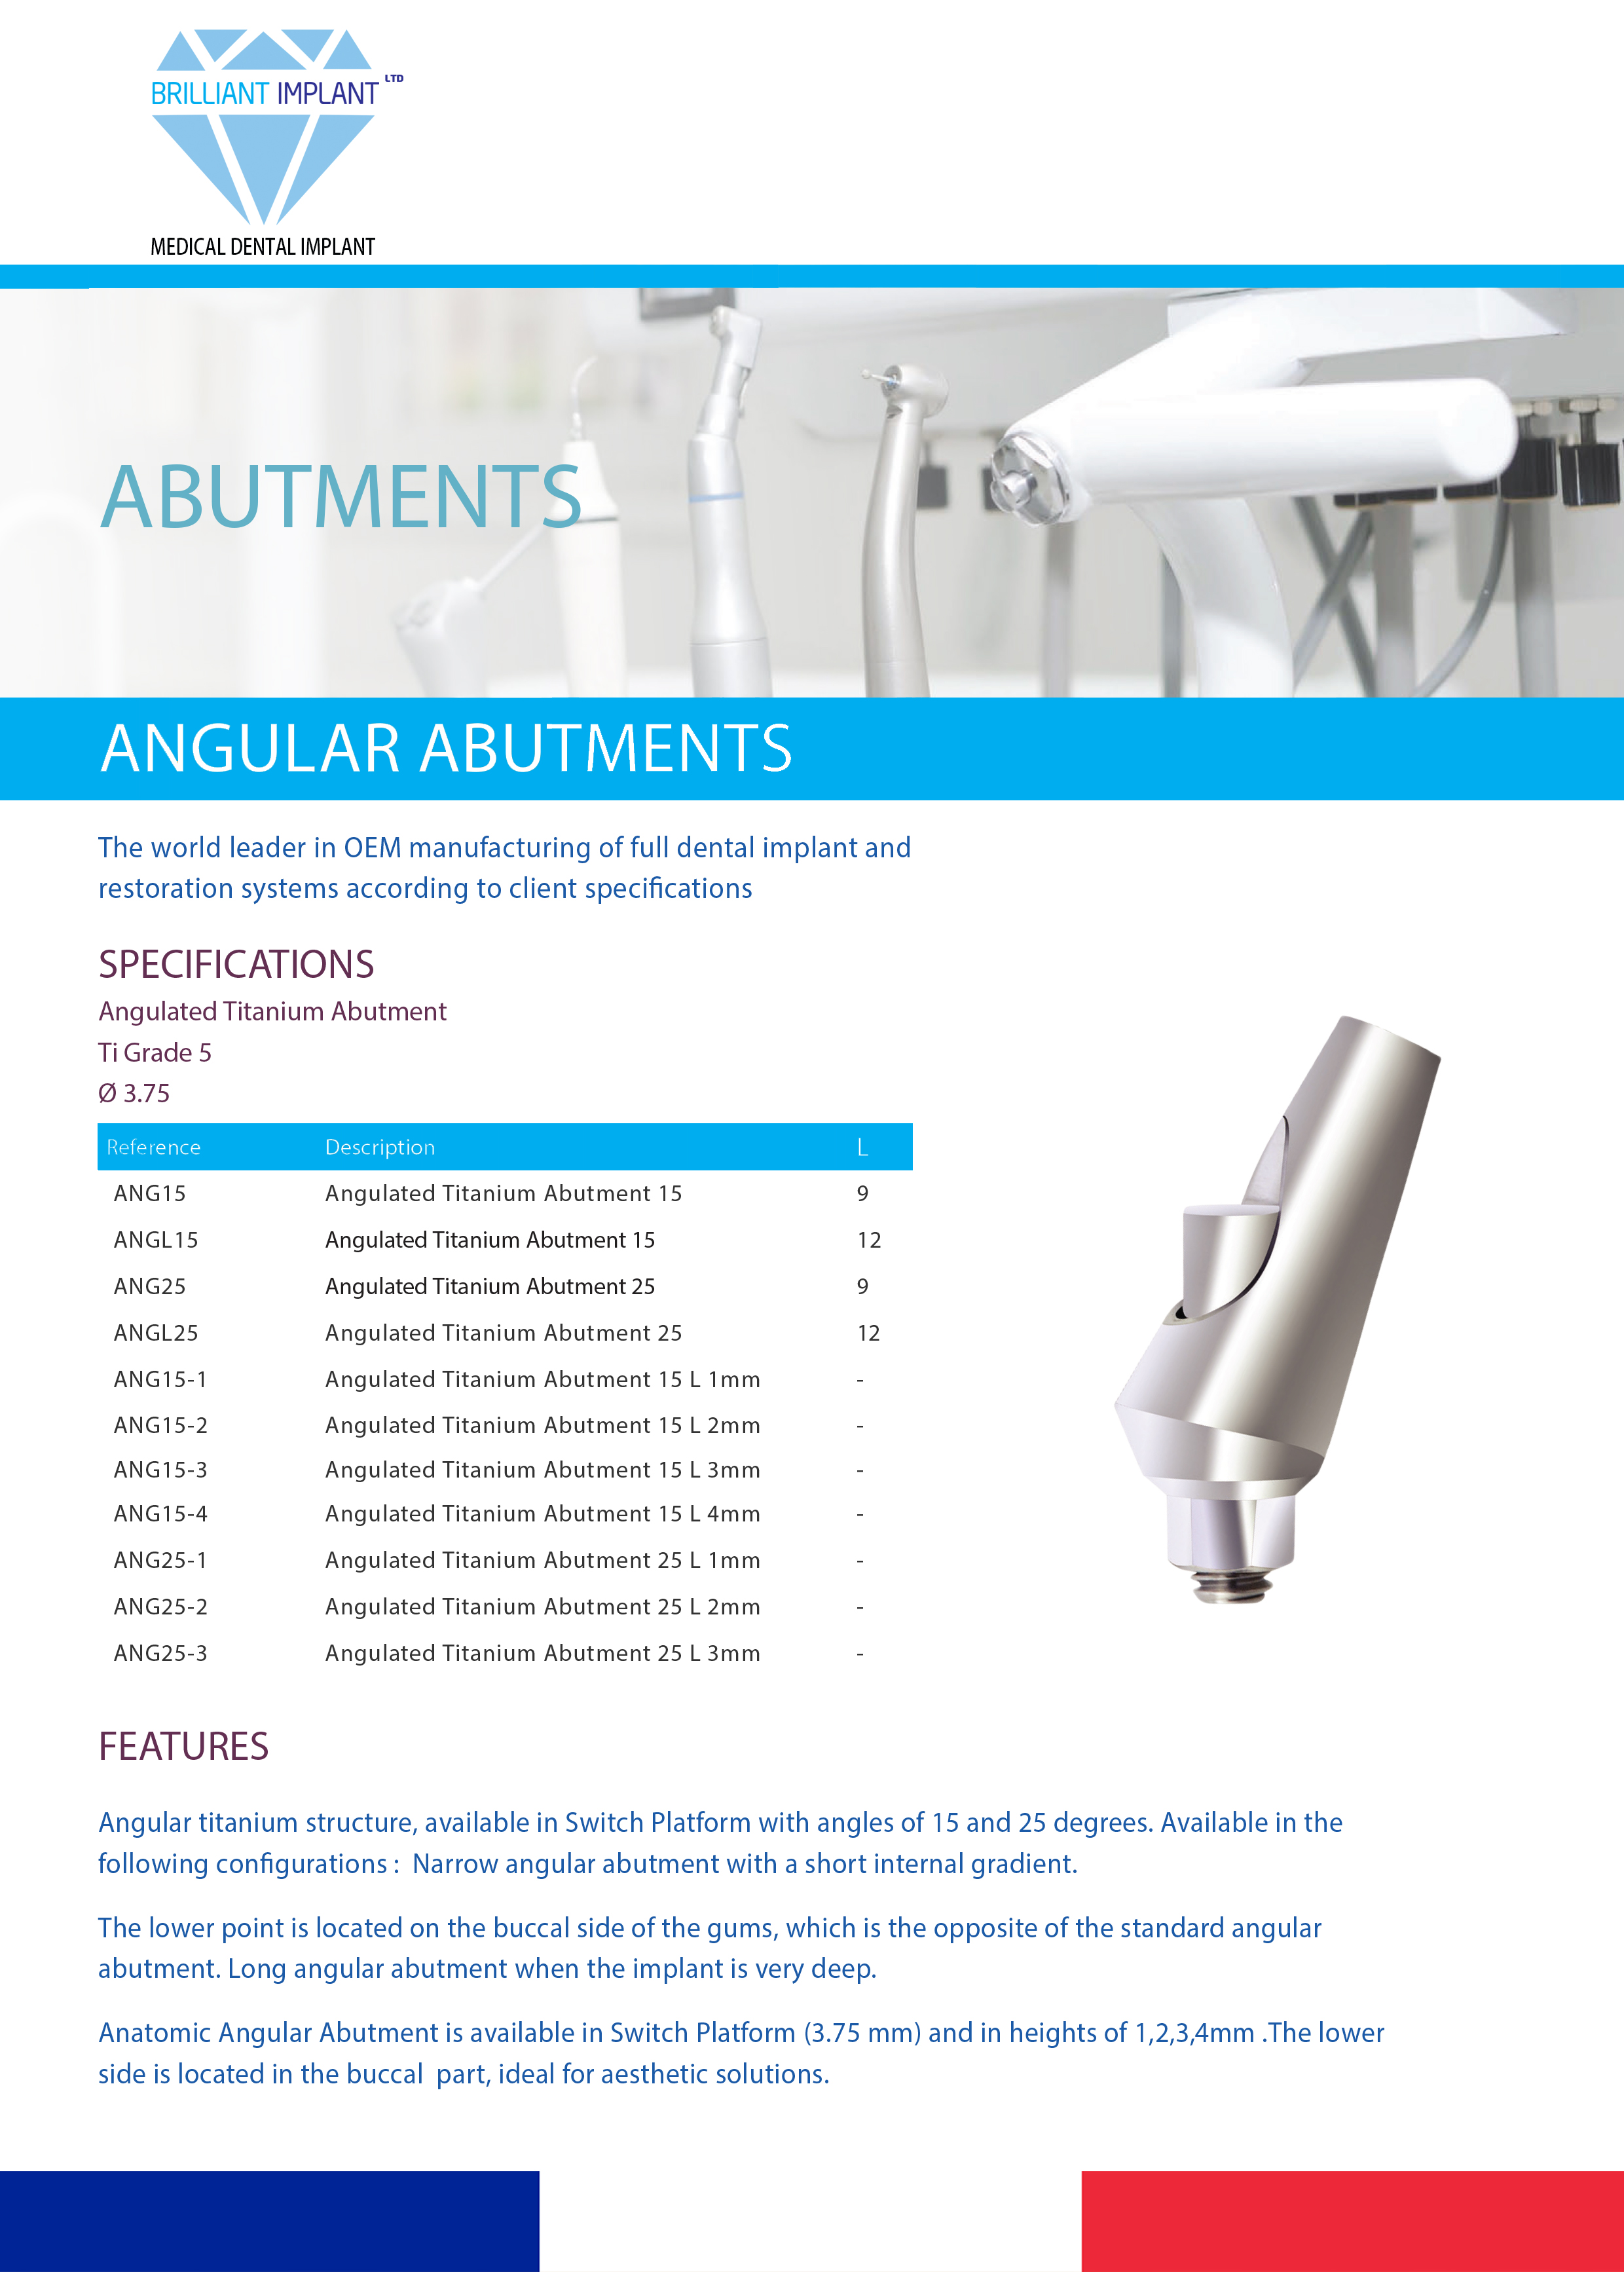 BRILLIANT IMPLANT LTD
MEDICAL DENTAL IMPLANT
ABUTMENTS
ANGULAR ABUTMENTS
The world leader in OEM manufacturing of full dental implant and
restoration systems according to client specifications
SPECIFICATIONS
Angulated Titanium Abutment
Ti Grade 5
Ø 3.75
Reference Description L
ANG15 Angulated Titanium Abutment 15 9
ANGL15 Angulated Titanium Abutment 15 12
ANG25 Angulated Titanium Abutment 25 9
ANGL25 Angulated Titanium Abutment 25 12
ANG15-1 Angulated Titanium Abutment 15 L 1mm -
ANG15-2 Angulated Titanium Abutment 15 L 2mm -
ANG15-3 Angulated Titanium Abutment 15 L 3mm -
ANG15-4 Angulated Titanium Abutment 15 L 4mm -
ANG25-1 Angulated Titanium Abutment 25 L 1mm -
ANG25-2 Angulated Titanium Abutment 25 L 2mm -
ANG25-3 Angulated Titanium Abutment 25 L 3mm -
FEATURES
Angular titanium structure, available in Switch Platform with angles of 15 and 25 degrees. Available in the
following configurations :  Narrow angular abutment with a short internal gradient.
The lower point is located on the buccal side of the gums, which is the opposite of the standard angular
abutment. Long angular abutment when the implant is very deep.
Anatomic Angular Abutment is available in Switch Platform (3.75 mm) and in heights of 1,2,3,4mm .The lower
side is located in the buccal  part, ideal for aesthetic solutions.